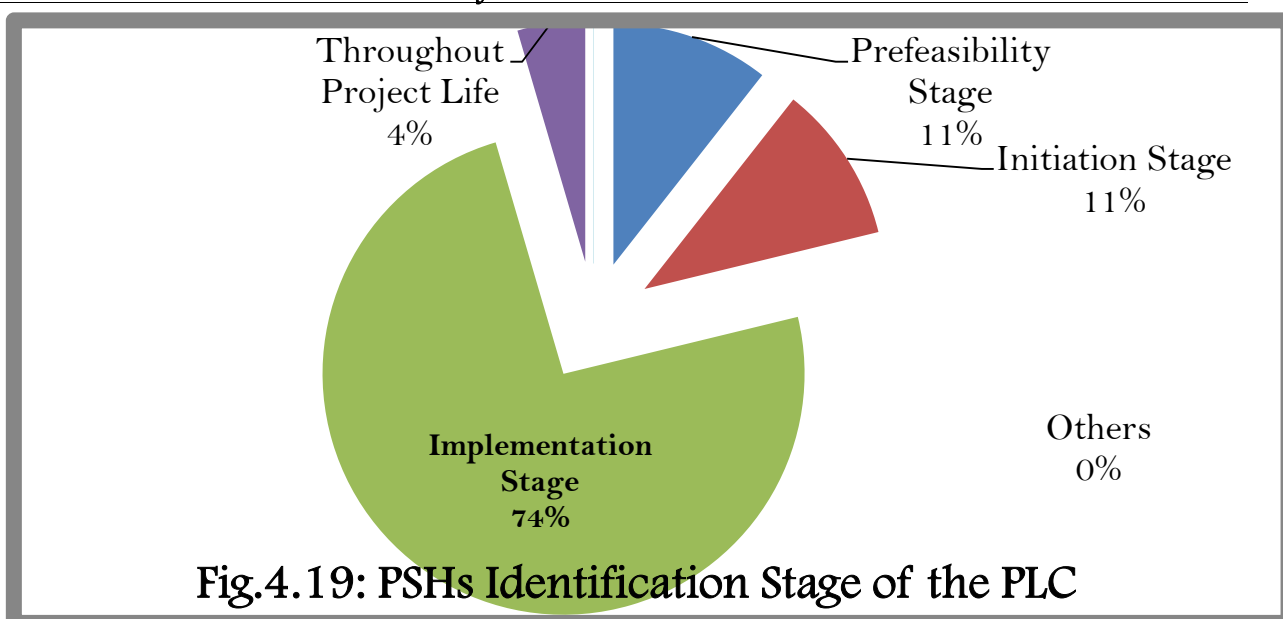 Throughout
Project Life
4%
Prefeasibility
Stage
11%
Initiation Stage
11%
Others
0%
Implementation
Stage
74%
Fig.4.19: PSHs Identification Stage of the PLC